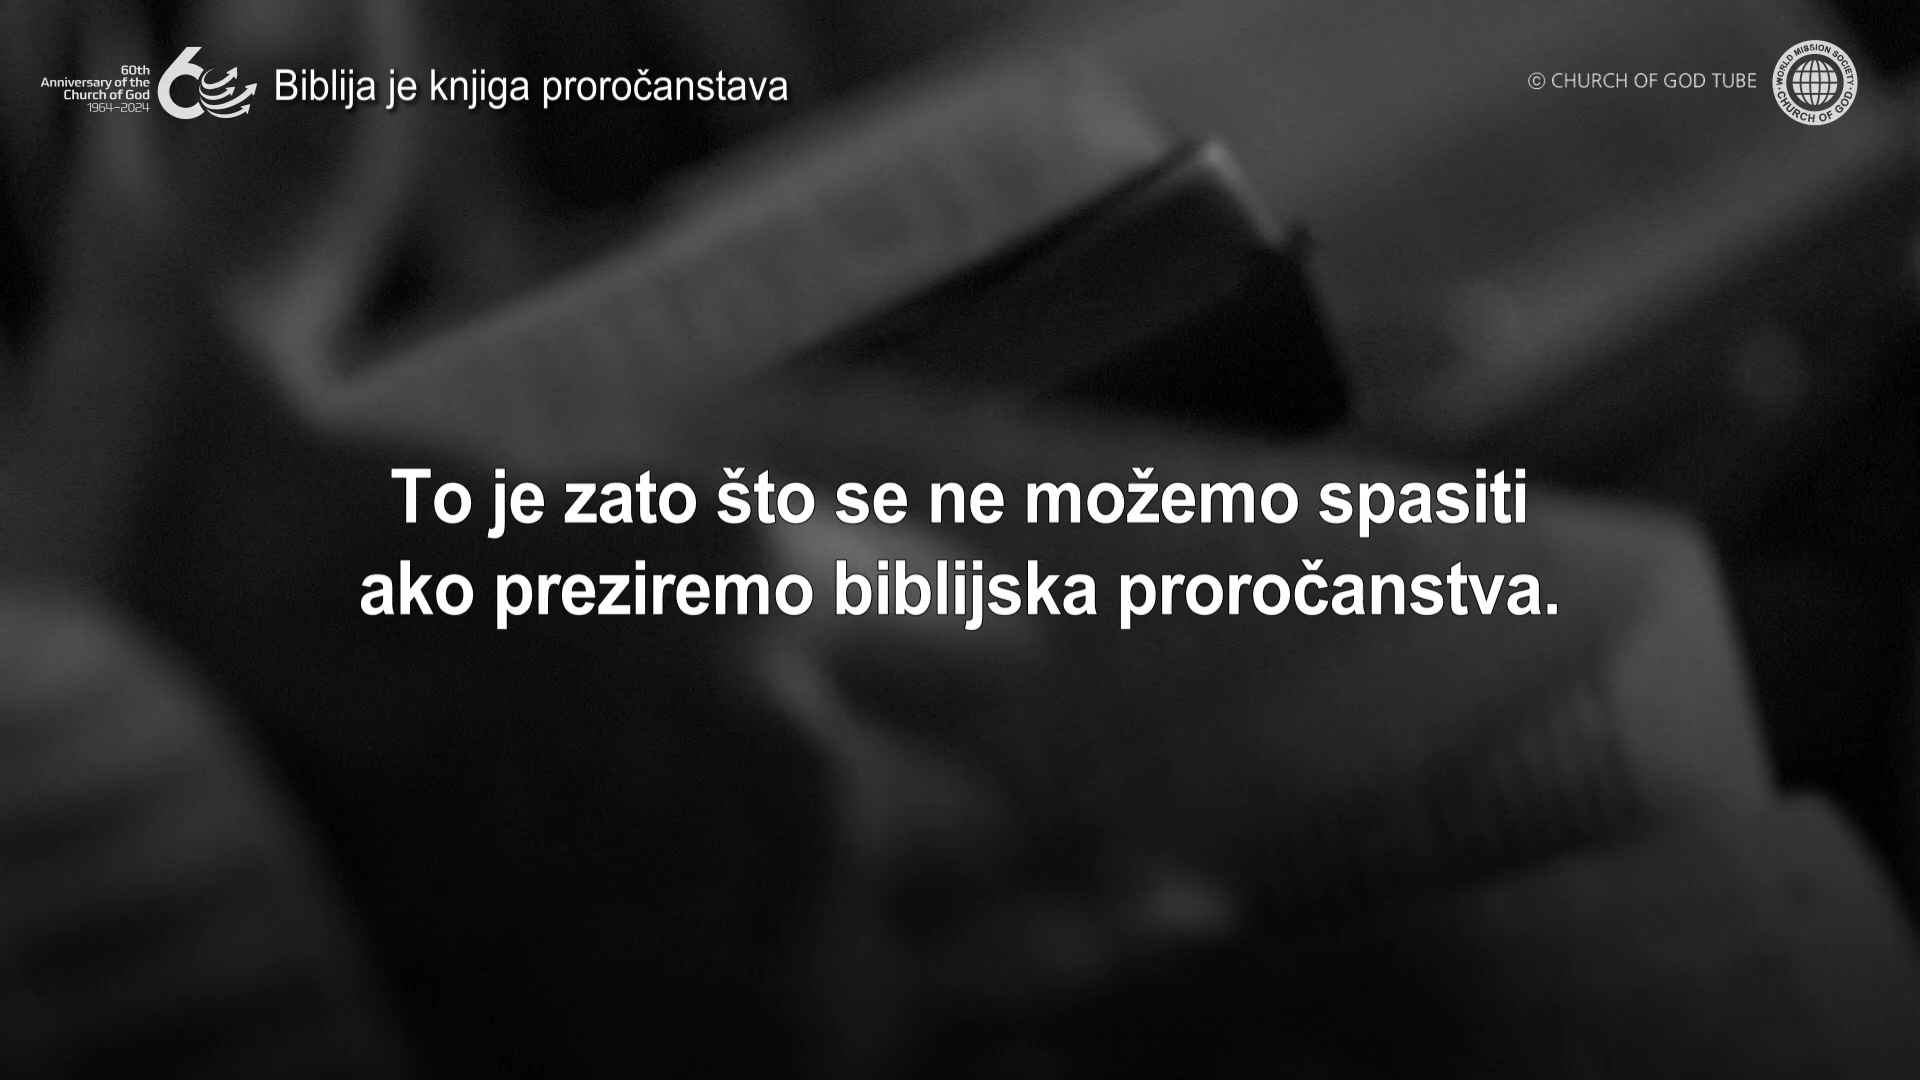 60th
Anniversary of the
Church of God
1964–2024
Biblija je knjiga proročanstava
© CHURCH OF GOD TUBE
WORLD MISSION SOCIETY
CHURCH OF GOD
To je zato što se ne možemo spasiti
ako preziremo biblijska proročanstva.